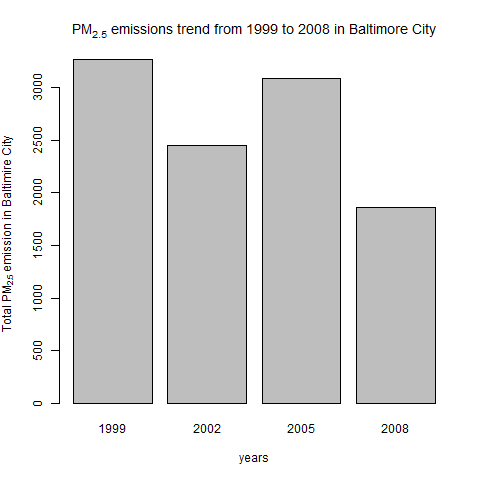 PM2.5 emissions trend from 1999 to 2008 in Baltimore City
Total PM2.5 emission in Baltimire City
3000
2500
2000
1500
1000
500
0
1999 2002 2005 2008
years